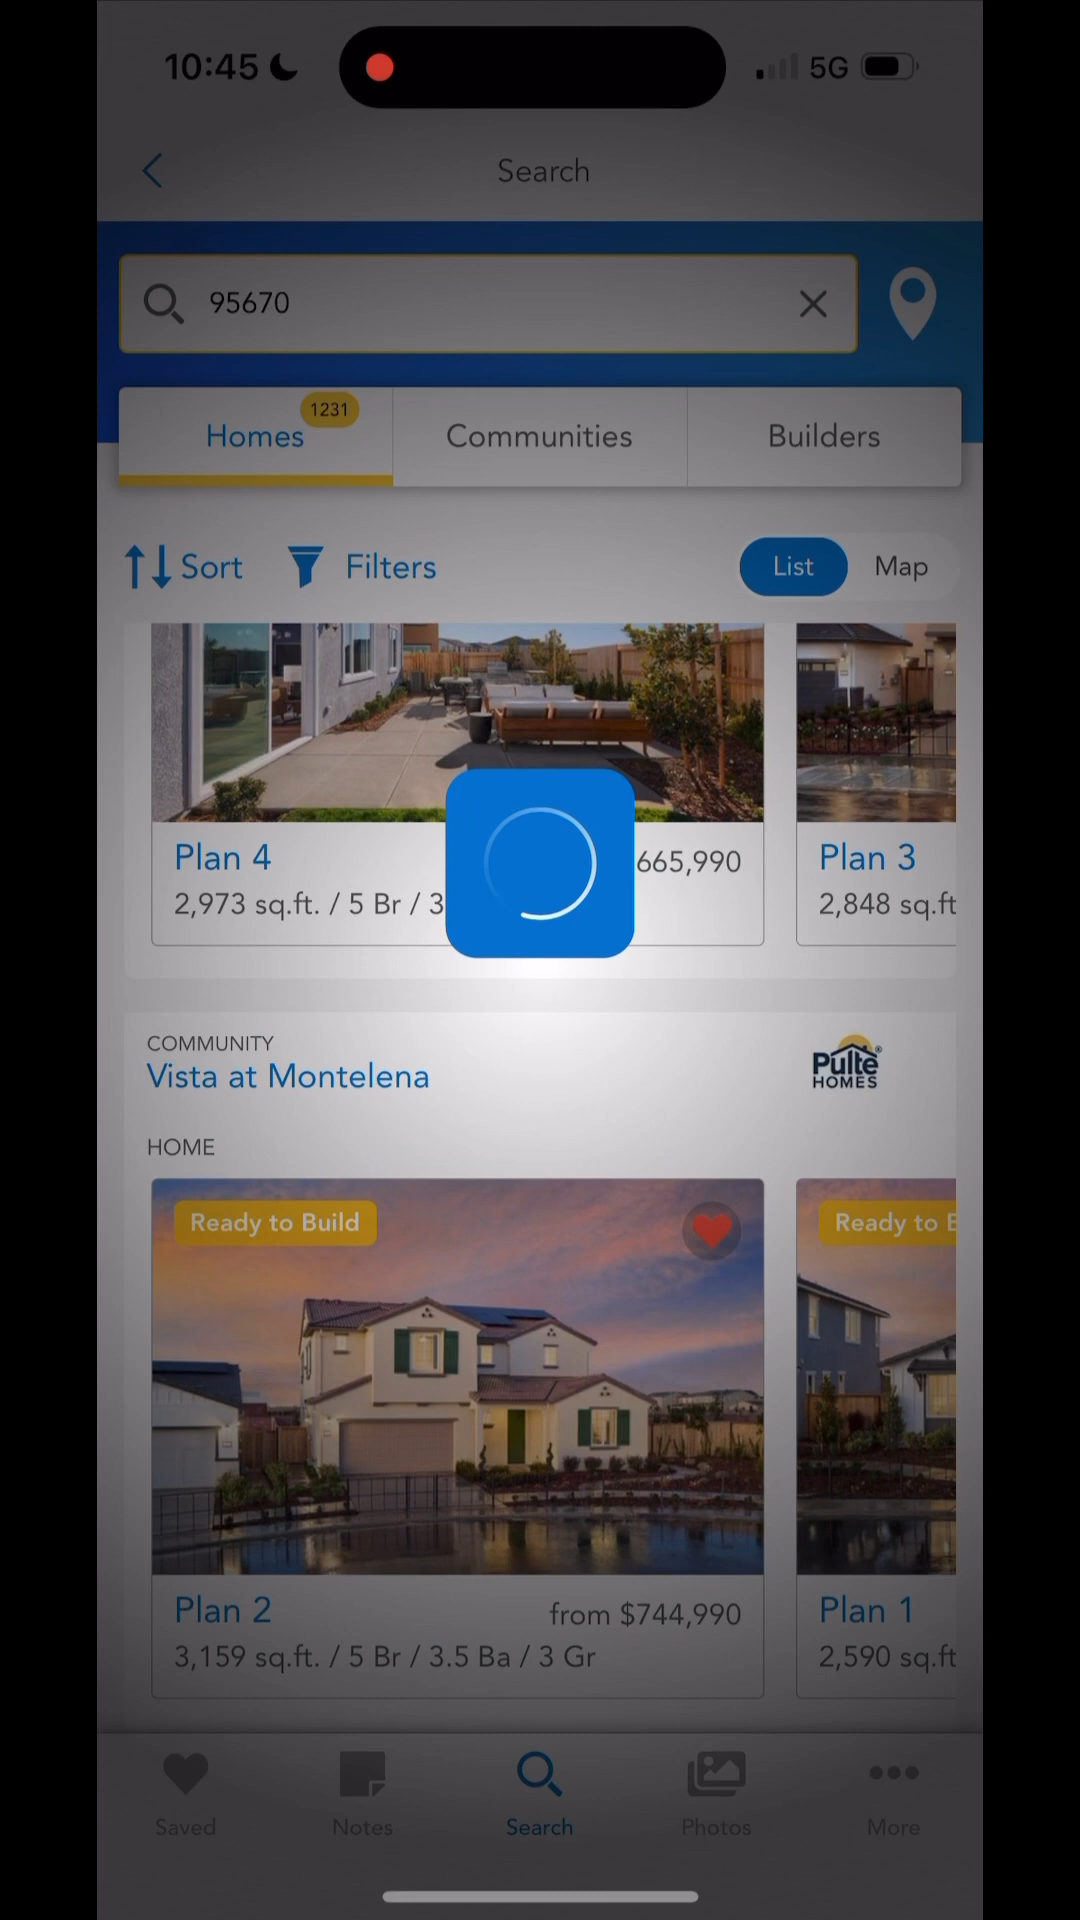 10:45
5G
Search
95670
1231
Homes
Communities
Builders
Sort
Filters
List
Map
Plan 4
665,990
2,973 sq.ft. / 5 Br / 3
Plan 3
2,848 sq.ft
COMMUNITY
Vista at Montelena
Pulte®
HOMES
HOME
Ready to Build
Ready to B
Plan 2
from $744,990
3,159 sq.ft. / 5 Br / 3.5 Ba / 3 Gr
Plan 1
2,590 sq.ft
Saved
Notes
Search
Photos
More